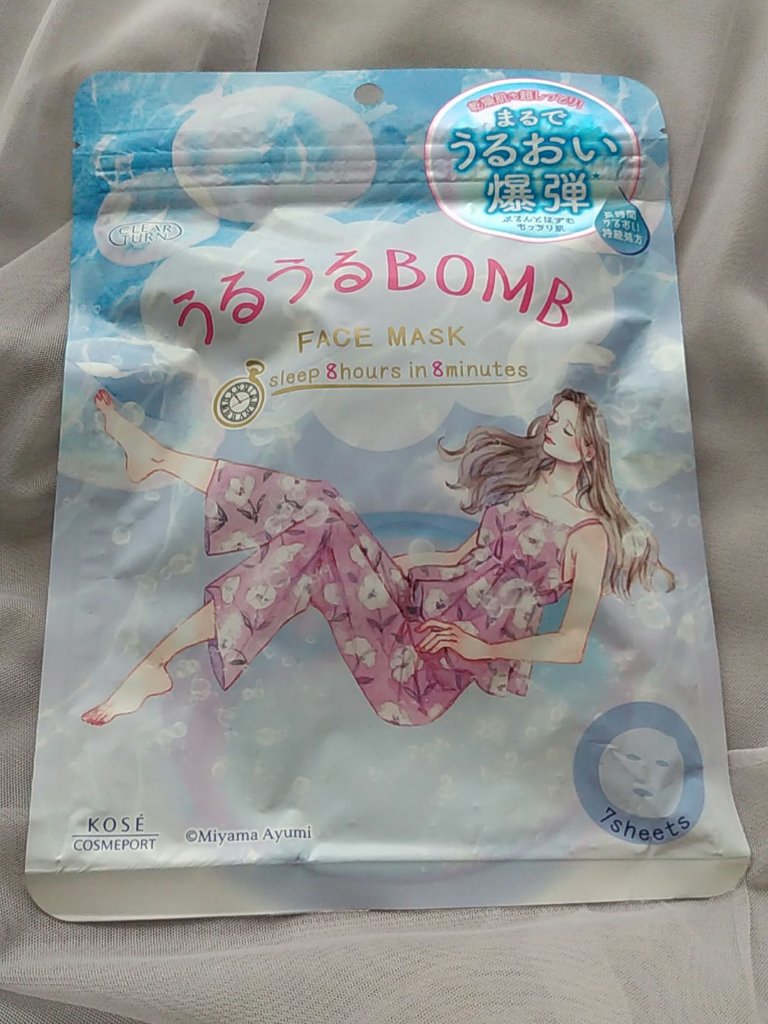 乾燥肌も超しっとり!
まるで
うるおい
爆弾*
ぷるんとはずむ
もっちり肌
長時間
うるおい
持続処方
CLEAR
TURN
うるうるBOMB
FACE MASK
sleep 8hours in 8minutes
7sheets
KOSÉ
COSMEPORT
©Miyama Ayumi